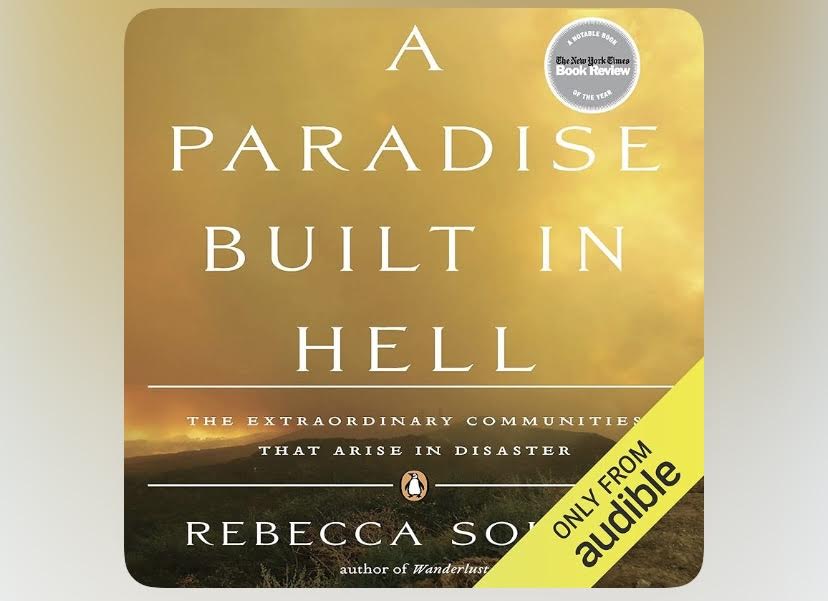 A
A NOTABLE BOOK
The New York Times
Book Review
OF THE YEAR
PARADISE
BUILT IN
HELL
THE EXTRAORDINARY COMMUNITIES
THAT ARISE IN DISASTER
REBECCA SO
author of Wanderlust
ONLY FROM
audible